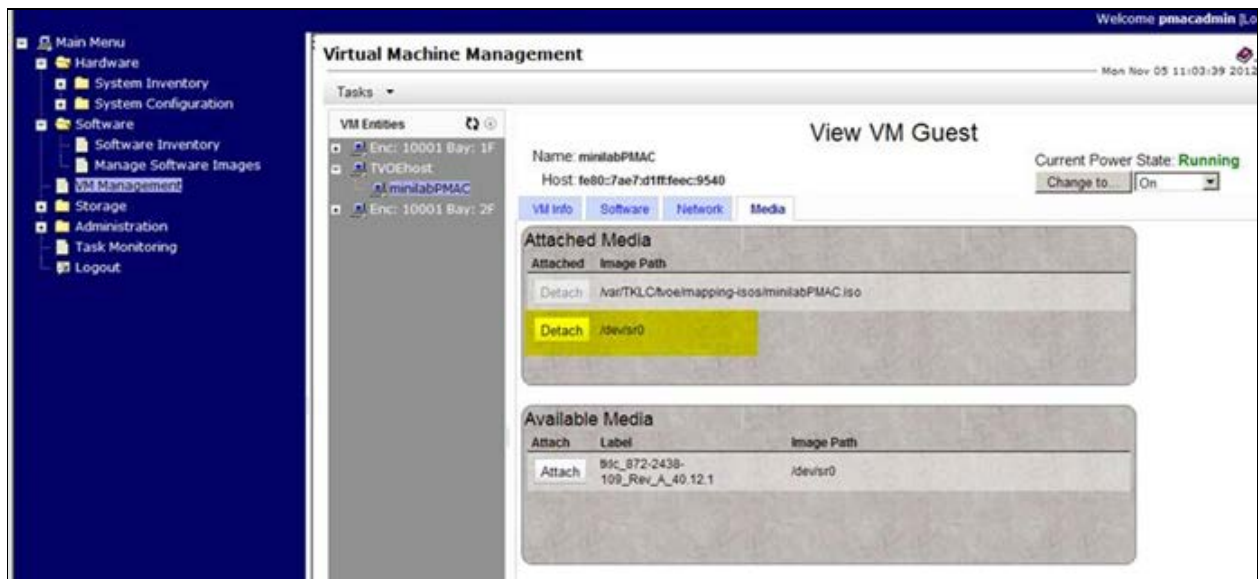 Welcome pmacadmin [Lo
Main Menu
Hardware
System Inventory
System Configuration
Software
Software Inventory
Manage Software Images
VM Management
Storage
Administration
Task Monitoring
Logout
Virtual Machine Management
Mon Nov 05 11:03:39 2012
Tasks
VM Entities
Enc: 10001 Bay: 1F
TVOEhost
minilabPMAC
Enc: 10001 Bay: 2F
View VM Guest
Name: minilabPMAC
Host: fe80::7ae7:d1ff:feec:9540
Current Power State: Running
Change to... On
VM Info Software Network Media
Attached Media
Attached Image Path
Detach /var/TKLC/tvoe/mapping-isos/minilabPMAC.iso
Detach /dev/sr0
Available Media
Attach Label Image Path
Attach 872-2438-109_Rev_A_40.12.1 /dev/sr0